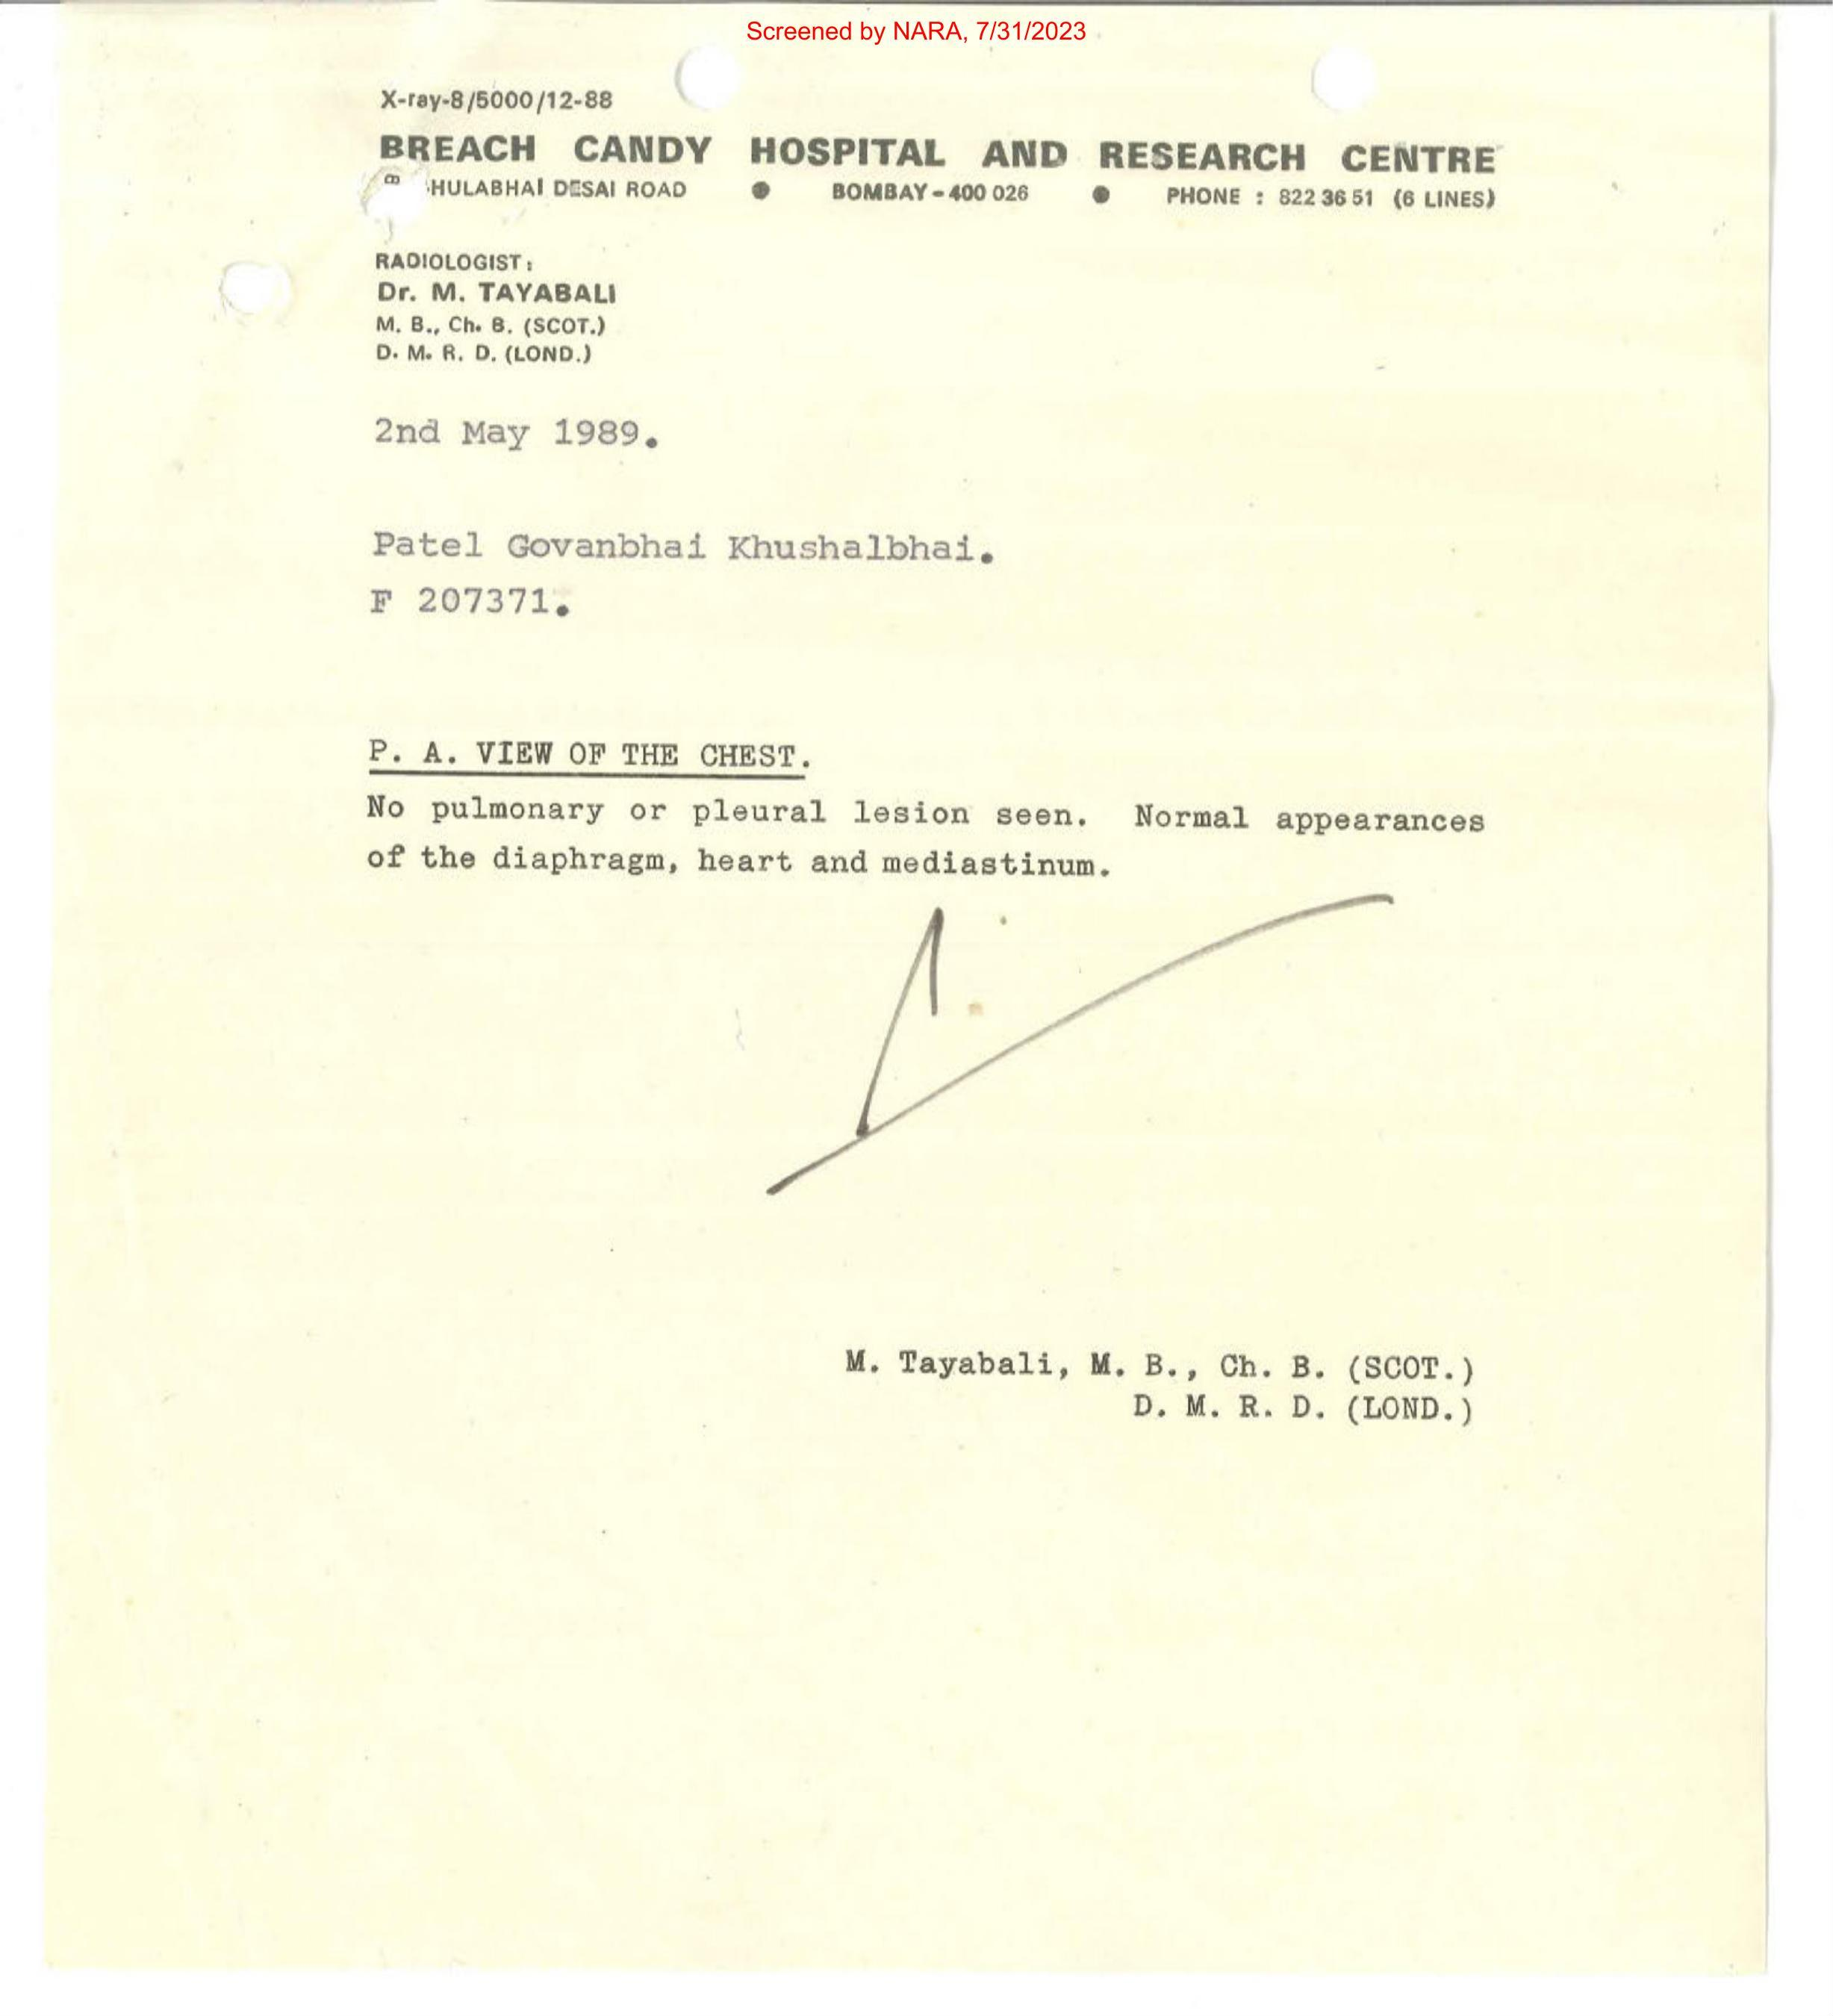 Screened by NARA, 7/31/2023
X-ray-8/5000/12-88
BREACH CANDY HOSPITAL AND RESEARCH CENTRE
BHULABHAI DESAI ROAD ● BOMBAY - 400 026 ● PHONE : 822 36 51 (6 LINES)
RADIOLOGIST:
Dr. M. TAYABALI
M. B., Ch. B. (SCOT.)
D. M. R. D. (LOND.)
2nd May 1989.
Patel Govanbhai Khushalbhai.
F 207371.
P. A. VIEW OF THE CHEST.
No pulmonary or pleural lesion seen. Normal appearances
of the diaphragm, heart and mediastinum.
M. Tayabali, M. B., Ch. B. (SCOT.)
D. M. R. D. (LOND.)